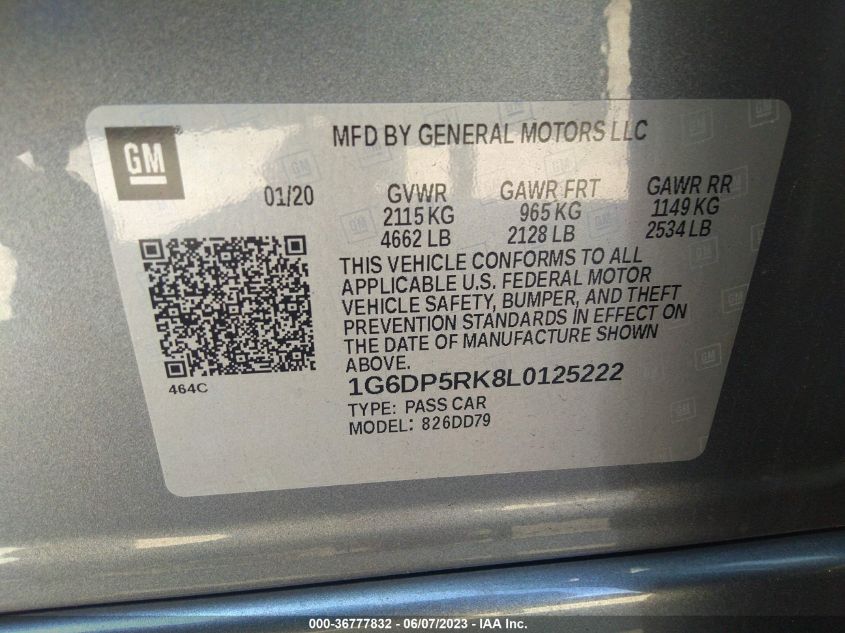 GM
MFD BY GENERAL MOTORS LLC
01/20
GVWR
2115 KG
4662 LB
GAWR FRT
965 KG
2128 LB
GAWR RR
1149 KG
2534 LB
THIS VEHICLE CONFORMS TO ALL
APPLICABLE U.S. FEDERAL MOTOR
VEHICLE SAFETY, BUMPER, AND THEFT
PREVENTION STANDARDS IN EFFECT ON
THE DATE OF MANUFACTURE SHOWN
ABOVE.
464C
1G6DP5RK8L0125222
TYPE: PASS CAR
MODEL: 826DD79
000-36777832 - 06/07/2023 - © IAA Inc.